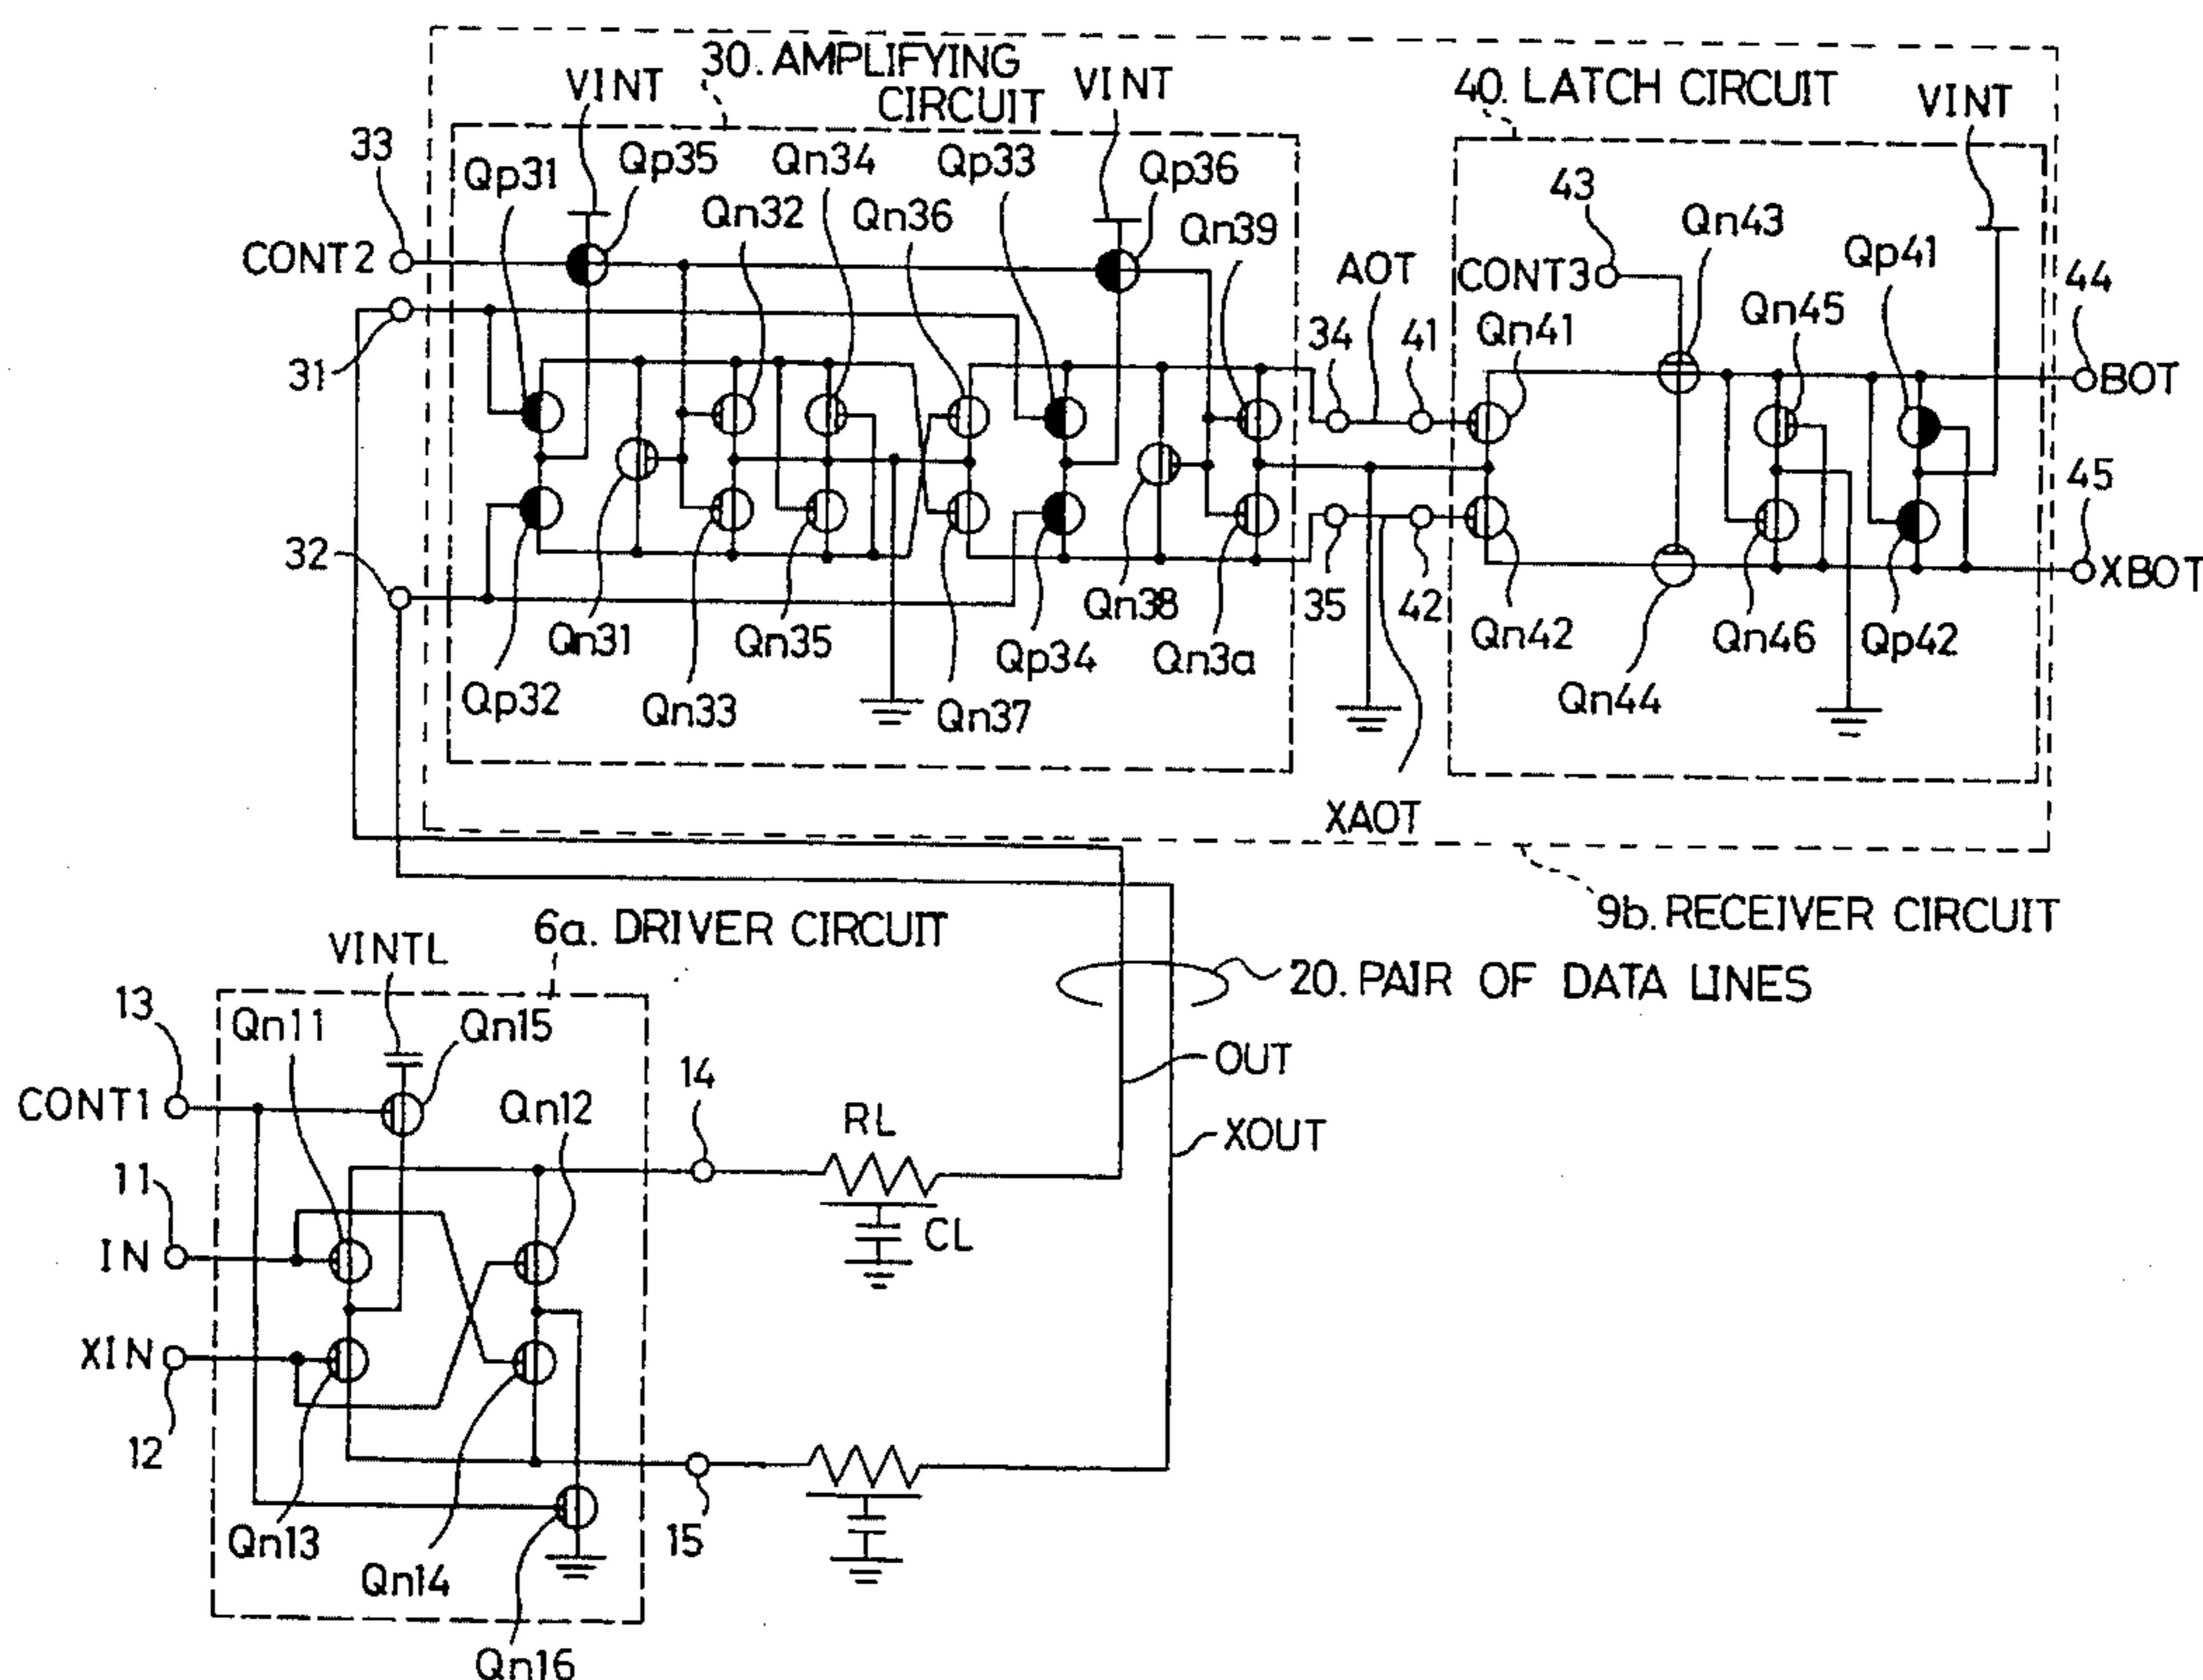 30. AMPLIFYING
CIRCUIT
VINT
VINT
40. LATCH CIRCUIT
VINT
33
Qp31
Qp35
Qn34
Qp33
Qp36
43
Qn32
Qn36
Qn39
Qn43
CONT2
AOT
CONT3
Qp41
44
31
34
41
Qn41
Qn45
BOT
32
45
XBOT
Qn31
Qn35
Qn38
35
42
Qn42
Qn46
Qp42
Qp32
Qn33
Qn37
Qp34
Qn3a
Qn44
XAOT
9b. RECEIVER CIRCUIT
6a. DRIVER CIRCUIT
VINTL
20. PAIR OF DATA LINES
13
Qn11
Qn15
OUT
CONT1
Qn12
14
RL
XOUT
11
IN
CL
XIN
12
15
Qn13
Qn14
Qn16